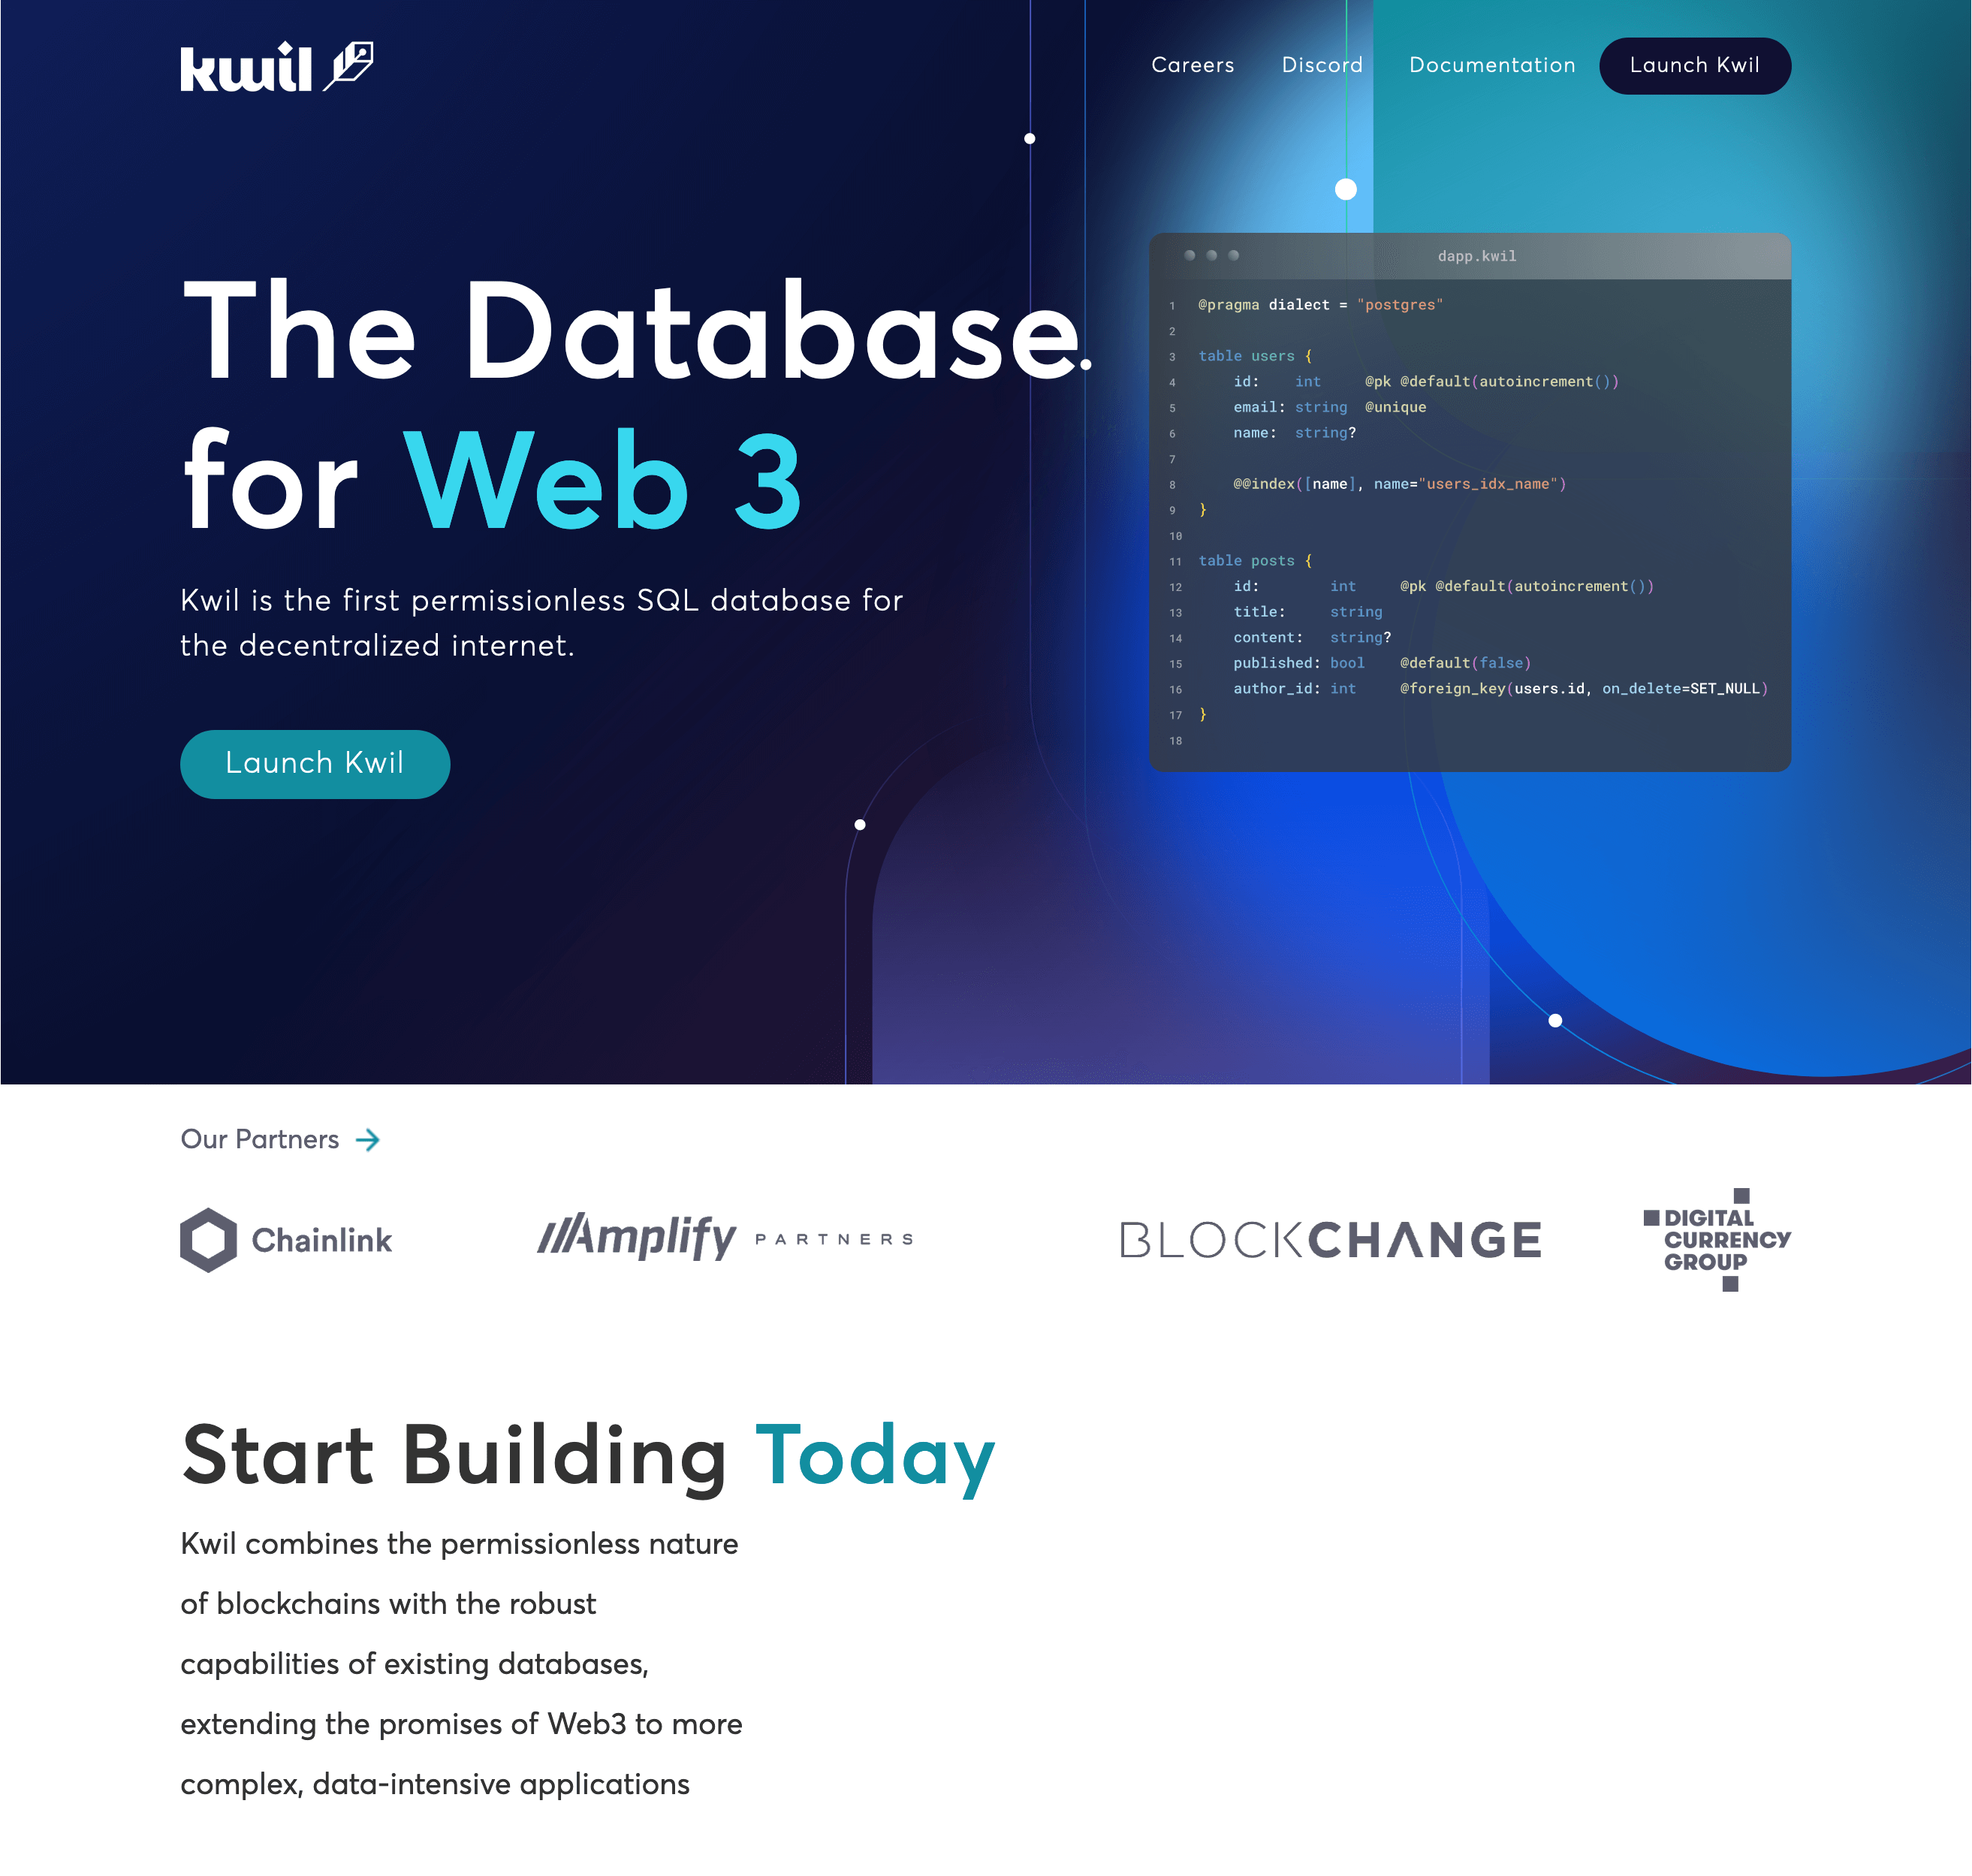 kwil
Careers Discord Documentation Launch Kwil
The Database
for Web 3
Kwil is the first permissionless SQL database for
the decentralized internet.
Launch Kwil
dapp.kwil
1 @pragma dialect = "postgres"
2
3 table users {
4 id: int @pk @default(autoincrement())
5 email: string @unique
6 name: string?
7
8 @@index([name], name="users_idx_name")
9 }
10
11 table posts {
12 id: int @pk @default(autoincrement())
13 title: string
14 content: string?
15 published: bool @default(false)
16 author_id: int @foreign_key(users.id, on_delete=SET_NULL)
17 }
18
Our Partners
Chainlink
Amplify PARTNERS
BLOCKCHANGE
DIGITAL
CURRENCY
GROUP
Start Building Today
Kwil combines the permissionless nature
of blockchains with the robust
capabilities of existing databases,
extending the promises of Web3 to more
complex, data-intensive applications